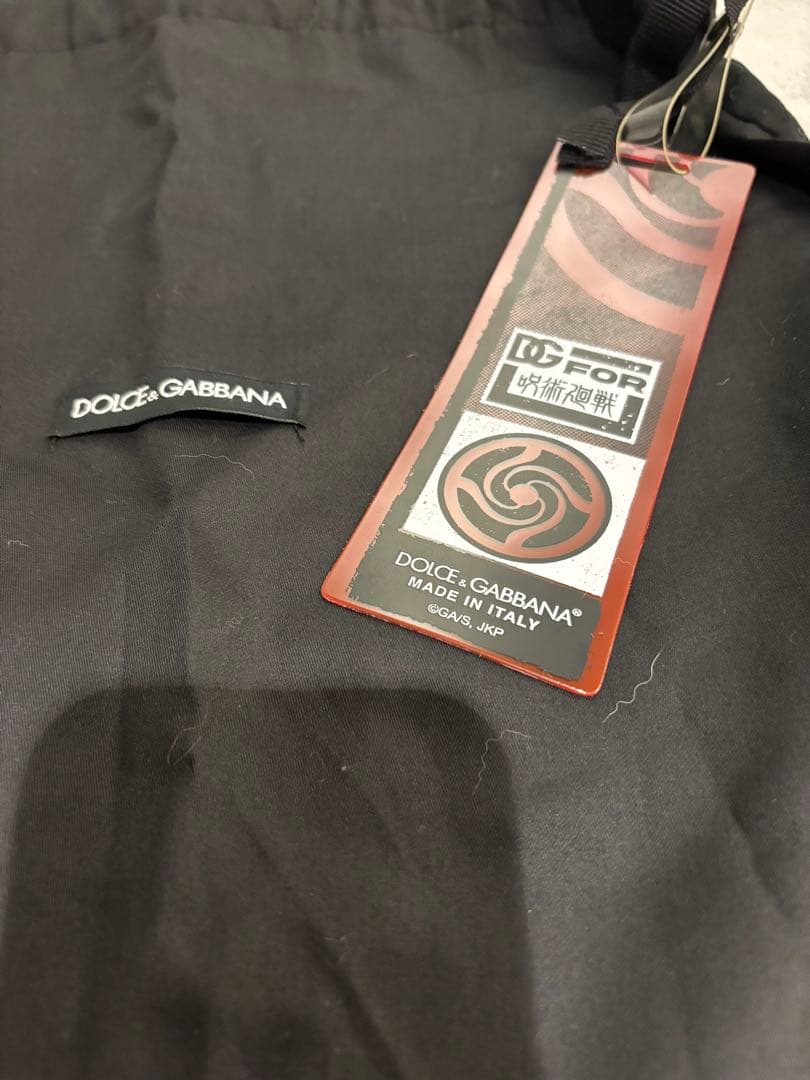 DOLCE & GABBANA
DG
FOR
呪術廻戦
DOLCE & GABBANA®
MADE IN ITALY
©GA/S, JKP